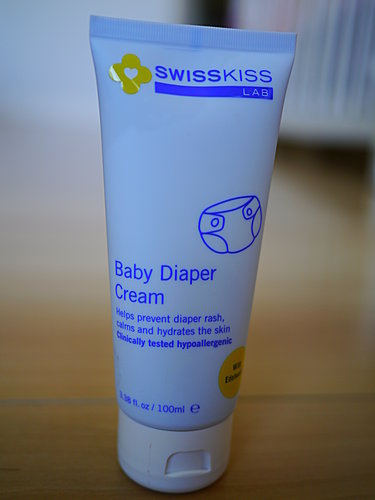 SWISSKISS
LAB
Baby Diaper
Cream
Helps prevent diaper rash,
calms and hydrates the skin
Clinically tested hypoallergenic
3.38 fl. oz / 100ml ℮